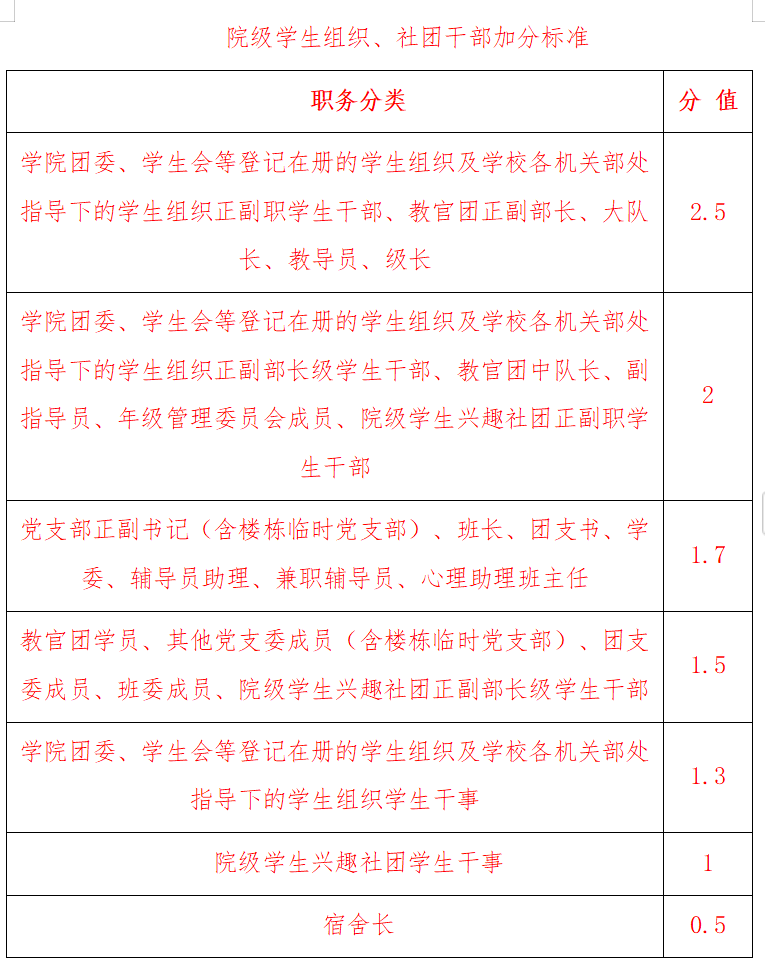 院级学生组织、社团干部加分标准
职务分类
分 值
学院团委、学生会等登记在册的学生组织及学校各机关部处
指导下的学生组织正副职学生干部、教官团正副部长、大队
长、教导员、级长
2.5
学院团委、学生会等登记在册的学生组织及学校各机关部处
指导下的学生组织正副部长级学生干部、教官团中队长、副
指导员、年级管理委员会成员、院级学生兴趣社团正副职学
生干部
2
党支部正副书记（含楼栋临时党支部）、班长、团支书、学
委、辅导员助理、兼职辅导员、心理助理班主任
1.7
教官团学员、其他党支委成员（含楼栋临时党支部）、团支
委成员、班委成员、院级学生兴趣社团正副部长级学生干部
1.5
学院团委、学生会等登记在册的学生组织及学校各机关部处
指导下的学生组织学生干事
1.3
院级学生兴趣社团学生干事
1
宿舍长
0.5